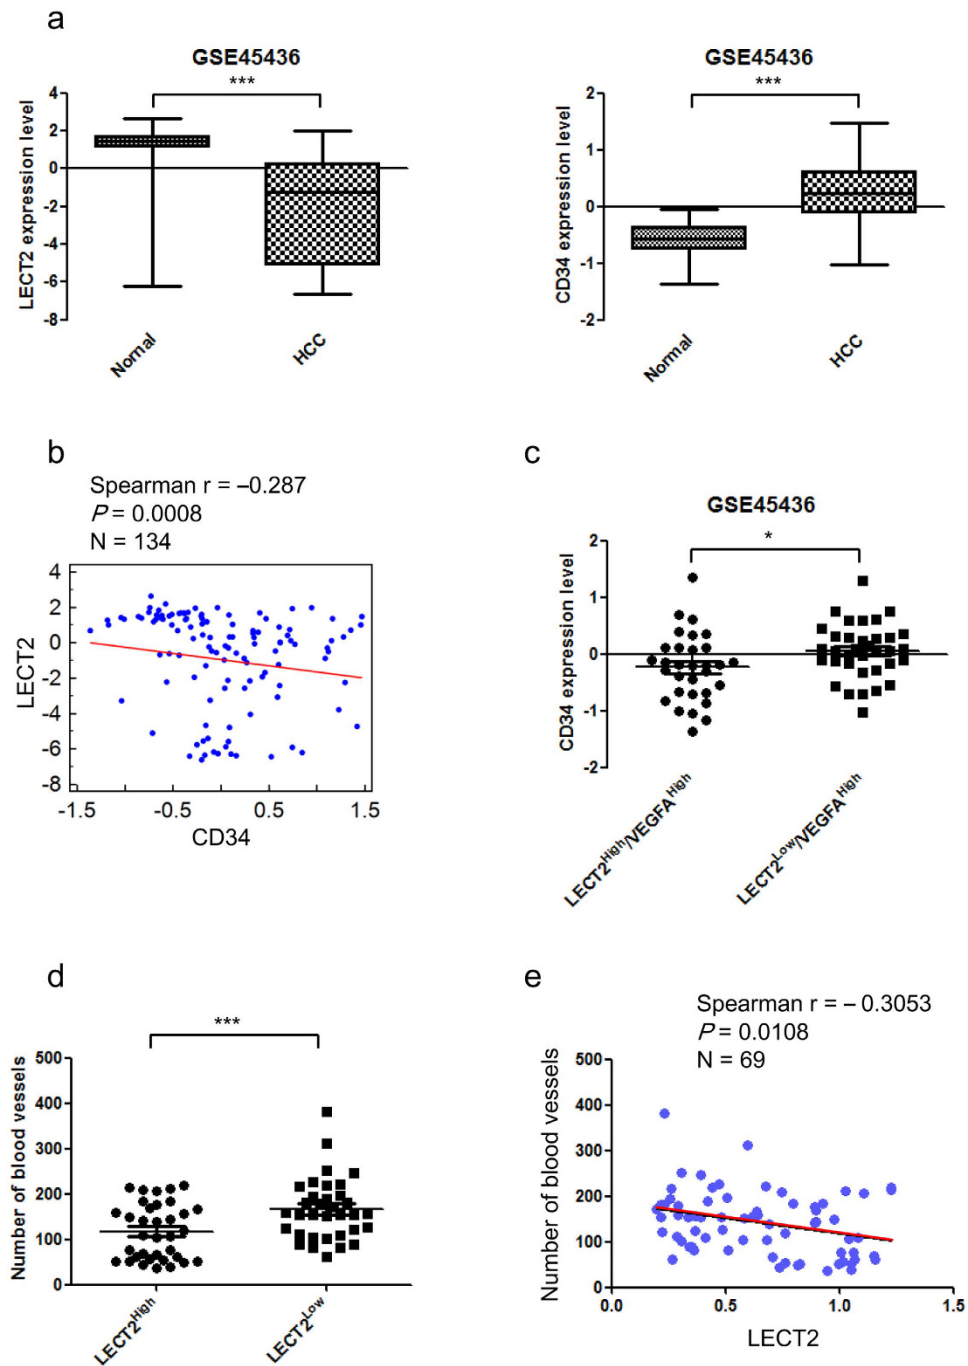 a
GSE45436
***
LECT2 expression level
4
2
0
-2
-4
-6
-8
Normal
HCC
GSE45436
***
CD34 expression level
2
1
0
-1
-2
Normal
HCC
b
Spearman r = –0.287
P = 0.0008
N = 134
LECT2
4
2
0
-2
-4
-6
-8
-1.5
-0.5
0.5
1.5
CD34
c
GSE45436
*
CD34 expression level
2
1
0
-1
-2
LECT2High/VEGFAHigh
LECT2Low/VEGFAHigh
d
***
Number of blood vessels
500
400
300
200
100
0
LECT2High
LECT2Low
e
Spearman r = – 0.3053
P = 0.0108
N = 69
Number of blood vessels
500
400
300
200
100
0
0.0
0.5
1.0
1.5
LECT2